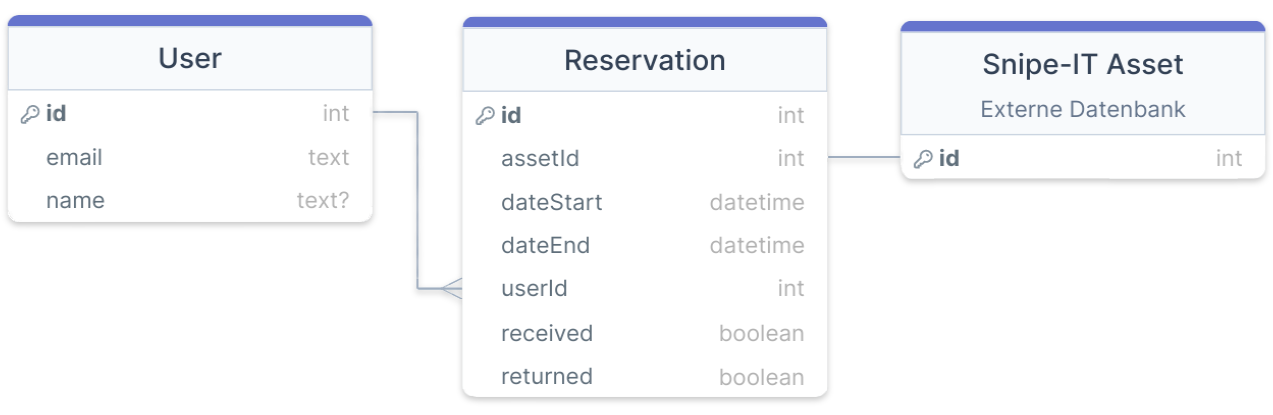 User
id int
email text
name text?
Reservation
id int
assetId int
dateStart datetime
dateEnd datetime
userId int
received boolean
returned boolean
Snipe-IT Asset
Externe Datenbank
id int